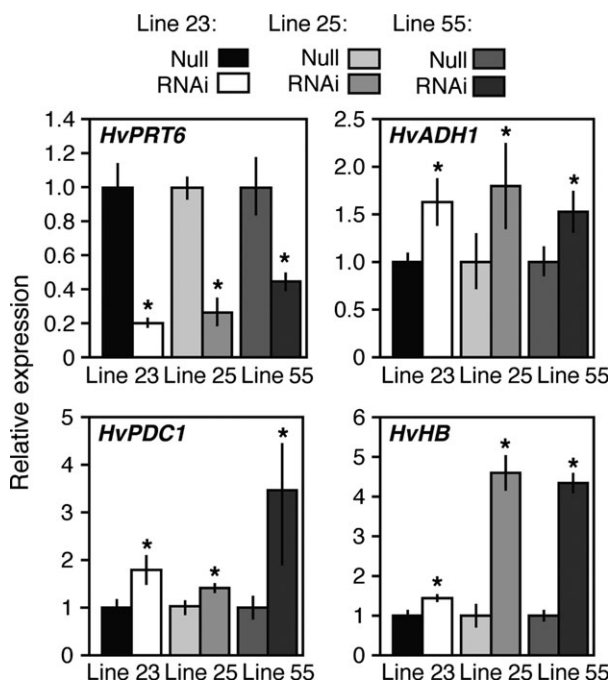 Line 23: Line 25: Line 55:
Null Null Null
RNAi RNAi RNAi
Relative expression
HvPRT6
1.4
1.2
1.0
0.8
0.6
0.4
0.2
0
* * *
Line 23 Line 25 Line 55
HvADH1
2.5
2.0
1.5
1.0
0.5
0
* * *
Line 23 Line 25 Line 55
HvPDC1
5
4
3
2
1
0
* * *
Line 23 Line 25 Line 55
HvHB
6
5
4
3
2
1
0
* * *
Line 23 Line 25 Line 55